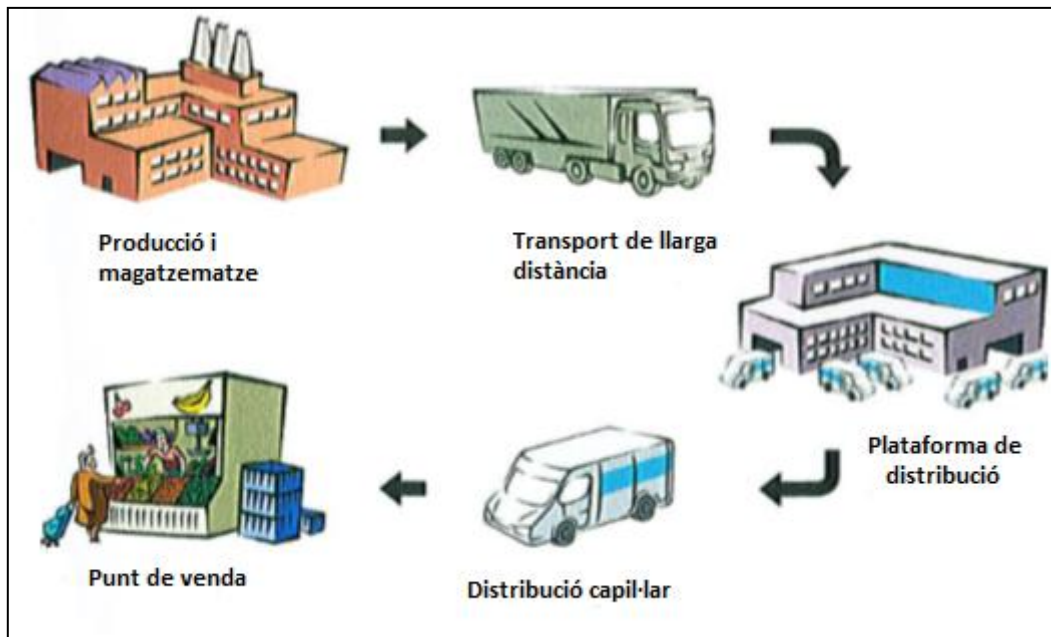 Producció i
magatzematze
Transport de llarga
distància
Plataforma de
distribució
Distribució capil·lar
Punt de venda